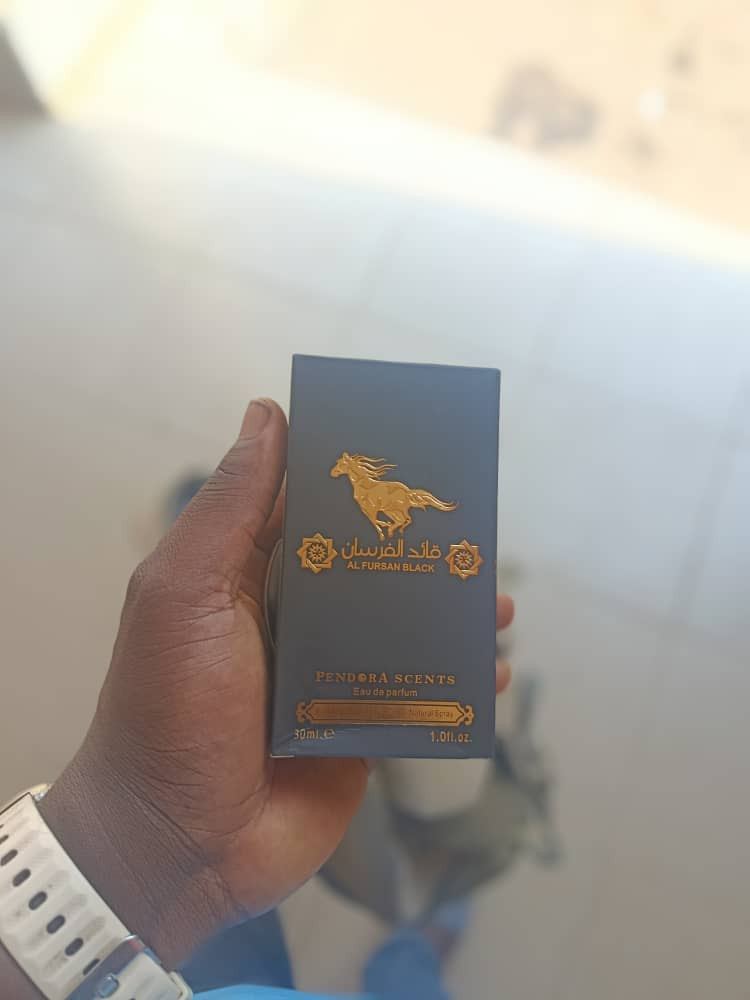 قائد الفرسان
AL FURSAN BLACK
PENDORA SCENTS
Eau de parfum
Natural Spray
30ml.e 1.0fl.oz.